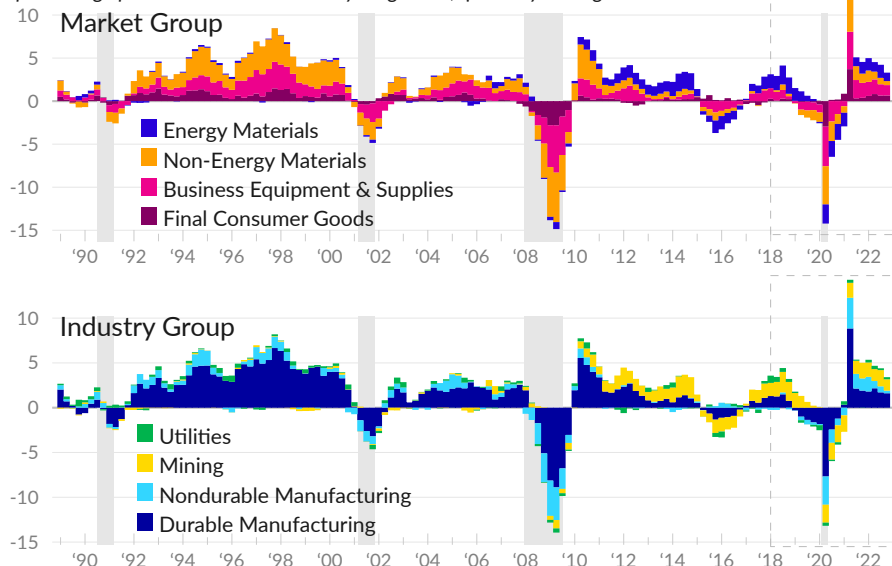 Market Group
10
5
0
-5
-10
-15
Energy Materials
Non-Energy Materials
Business Equipment & Supplies
Final Consumer Goods
‘90 ‘92 ‘94 ‘96 ‘98 ‘00 ‘02 ‘04 ‘06 ‘08 ‘10 ‘12 ‘14 ‘16 ‘18 ‘20 ‘22
Industry Group
10
5
0
-5
-10
-15
Utilities
Mining
Nondurable Manufacturing
Durable Manufacturing
‘90 ‘92 ‘94 ‘96 ‘98 ‘00 ‘02 ‘04 ‘06 ‘08 ‘10 ‘12 ‘14 ‘16 ‘18 ‘20 ‘22